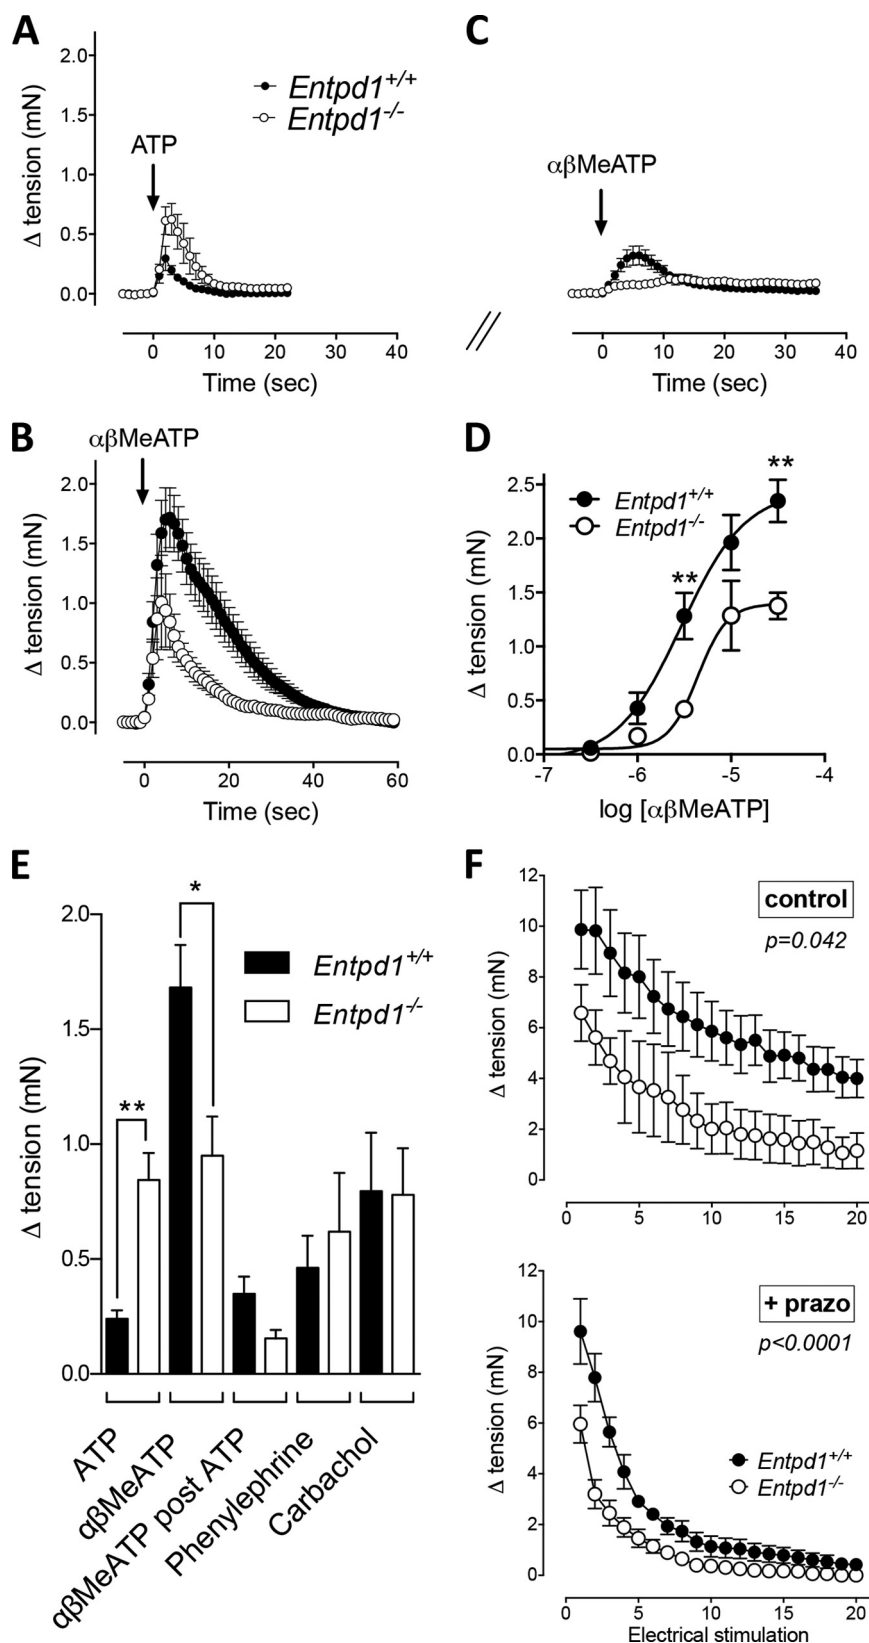 A
2.0
1.5
1.0
0.5
0.0
Δ tension (mN)
Entpd1+/+
Entpd1-/-
ATP
0 10 20 30 40
Time (sec)
C
αβMeATP
0 10 20 30 40
Time (sec)
B
αβMeATP
2.0
1.5
1.0
0.5
0.0
Δ tension (mN)
0 20 40 60
Time (sec)
D
2.5
2.0
1.5
1.0
0.5
0.0
Δ tension (mN)
Entpd1+/+
Entpd1-/-
**
**
-7 -6 -5 -4
log [αβMeATP]
E
2.0
1.5
1.0
0.5
0.0
Δ tension (mN)
*
**
Entpd1+/+
Entpd1-/-
ATP
αβMeATP
αβMeATP post ATP
Phenylephrine
Carbachol
F
12
10
8
6
4
2
0
Δ tension (mN)
control
p=0.042
0 5 10 15 20
12
10
8
6
4
2
0
Δ tension (mN)
+ prazo
p<0.0001
Entpd1+/+
Entpd1-/-
0 5 10 15 20
Electrical stimulation